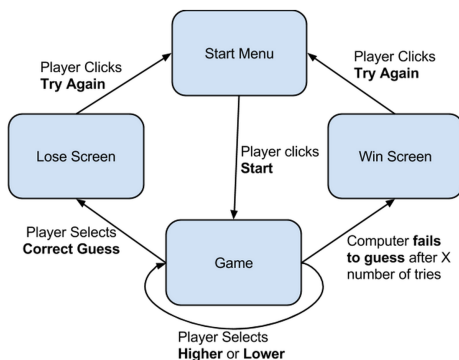 Player Clicks
Try Again
Start Menu
Player Clicks
Try Again
Lose Screen
Player clicks
Start
Win Screen
Player Selects
Correct Guess
Game
Computer fails
to guess after X
number of tries
Player Selects
Higher or Lower